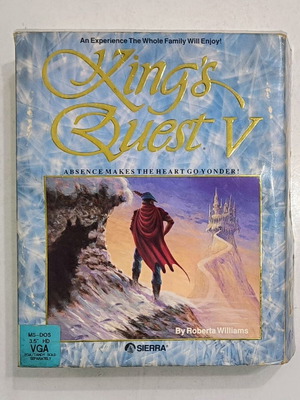 An Experience The Whole Family Will Enjoy!
King's
Quest V
ABSENCE MAKES THE HEART GO YONDER!
By Roberta Williams
MS-DOS
3.5" HD
VGA
SEPARATELY
SIERRA